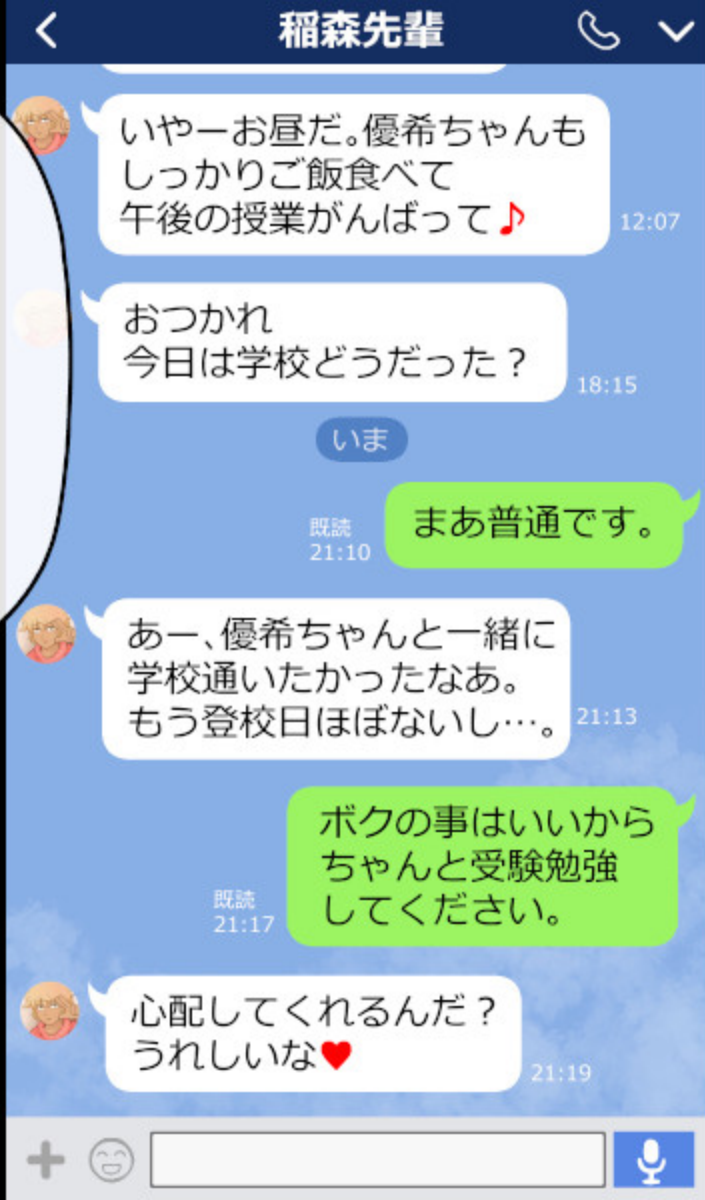 稲森先輩
いやーお昼だ。優希ちゃんも
しっかりご飯食べて
午後の授業がんばって♪
12:07
おつかれ
今日は学校どうだった？
18:15
いま
まあ普通です。
既読
21:10
あー、優希ちゃんと一緒に
学校通いたかったなあ。
もう登校日ほぼないし…。
21:13
ボクの事はいいから
ちゃんと受験勉強
してください。
既読
21:17
心配してくれるんだ？
うれしいな♥
21:19